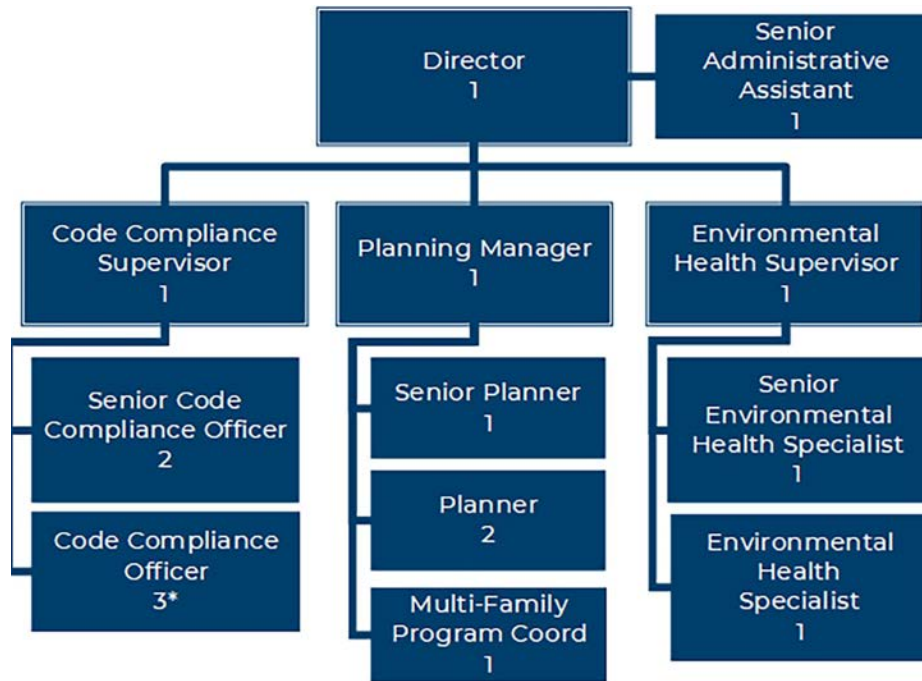 Director
1
Senior
Administrative
Assistant
1
Code Compliance
Supervisor
1
Planning Manager
1
Environmental
Health Supervisor
1
Senior Code
Compliance Officer
2
Code Compliance
Officer
3*
Senior Planner
1
Planner
2
Multi-Family
Program Coord
1
Senior
Environmental
Health Specialist
1
Environmental
Health
Specialist
1